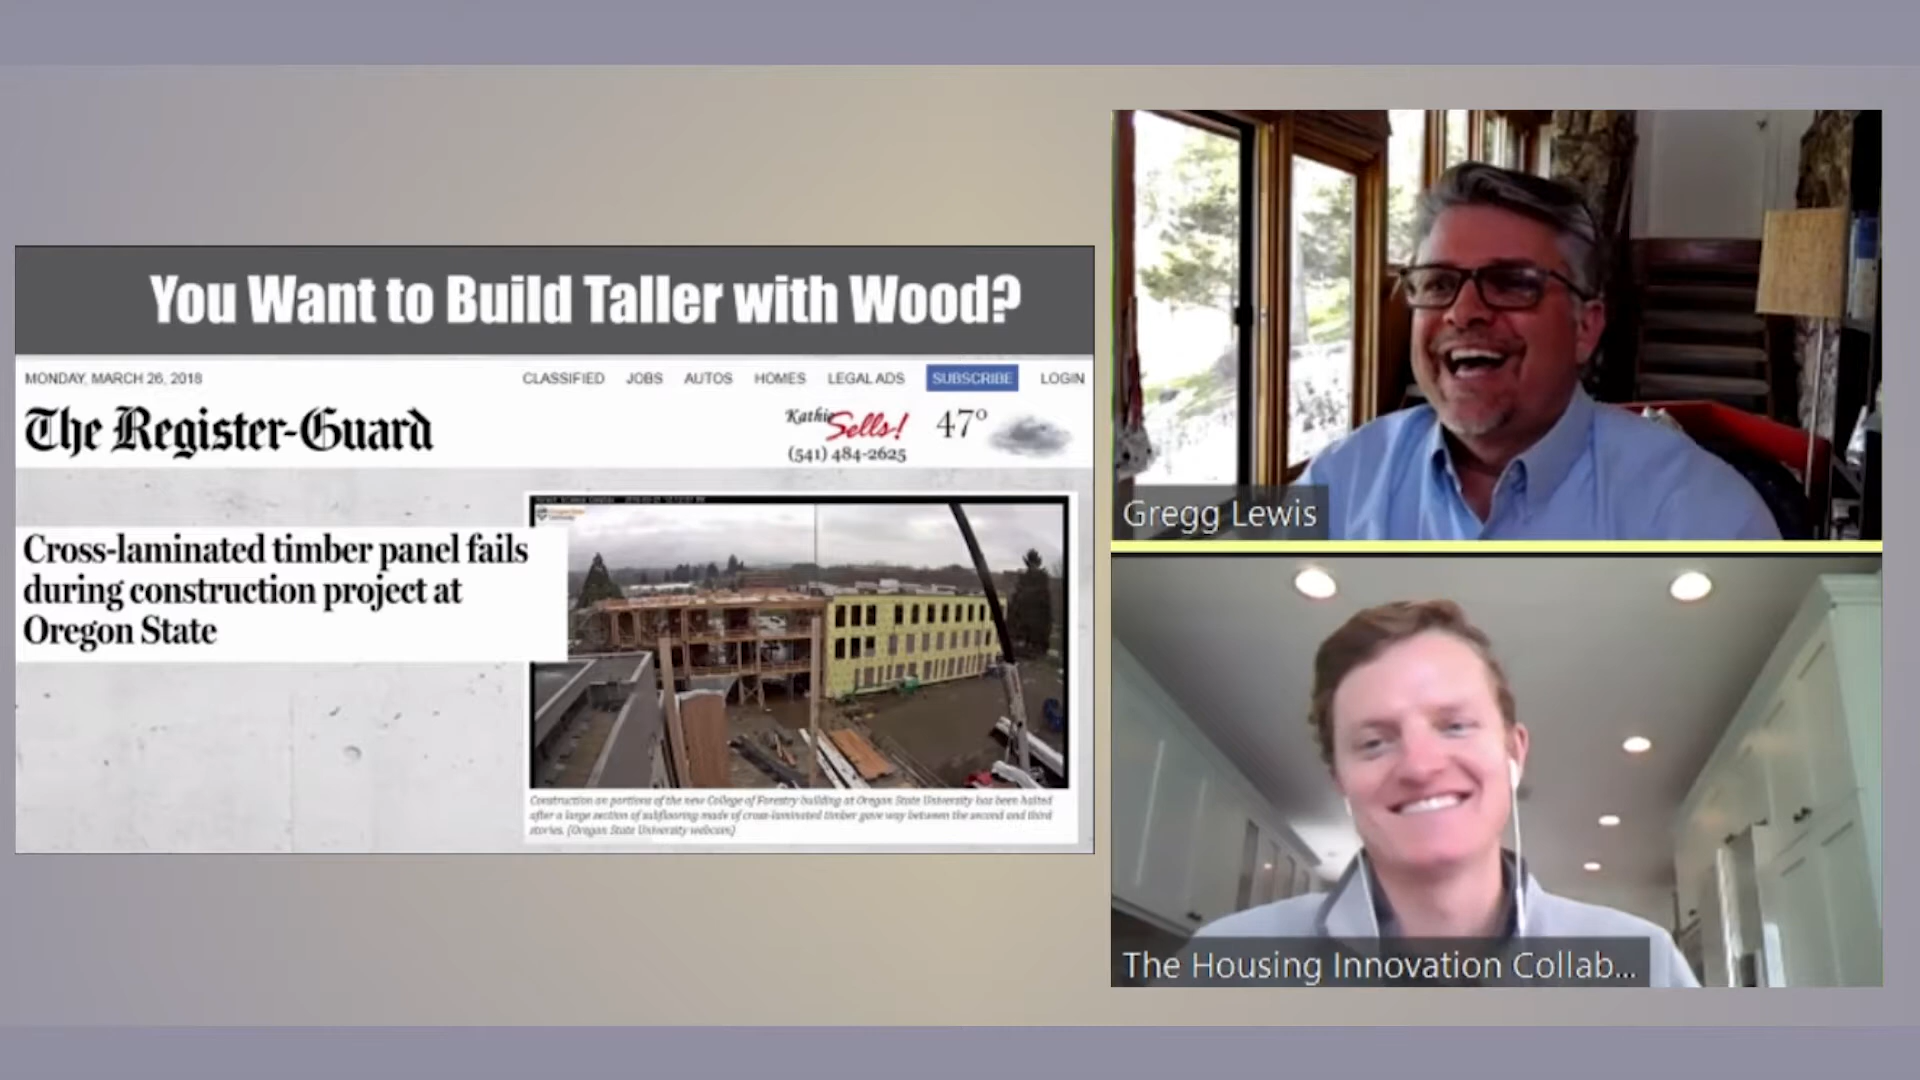 You Want to Build Taller with Wood?
MONDAY, MARCH 26, 2018
CLASSIFIED JOBS AUTOS HOMES LEGAL ADS SUBSCRIBE LOGIN
The Register-Guard
Kathie Sells!
(541) 484-2625
47°
Cross-laminated timber panel fails
during construction project at
Oregon State
Construction on portions of the new College of Forestry building at Oregon State University has been halted
after a large section of subflooring made of cross-laminated timber gave way between the second and third
stories. (Oregon State University webcam)
Gregg Lewis
The Housing Innovation Collab...